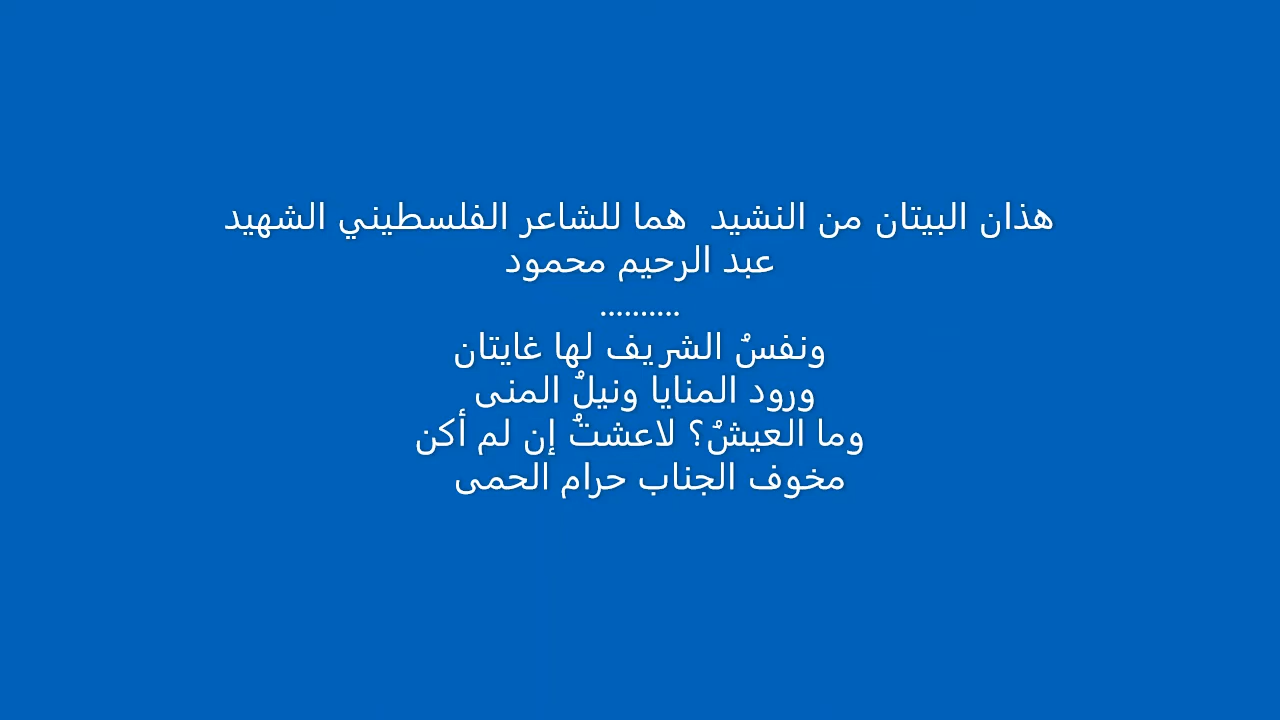 هذان البيتان من النشيد  هما للشاعر الفلسطيني الشهيد
عبد الرحيم محمود
..........
ونفسُ الشريف لها غايتان
ورود المنايا ونيلُ المنى
وما العيشُ؟ لاعشتُ إن لم أكن
مخوف الجناب حرام الحمى